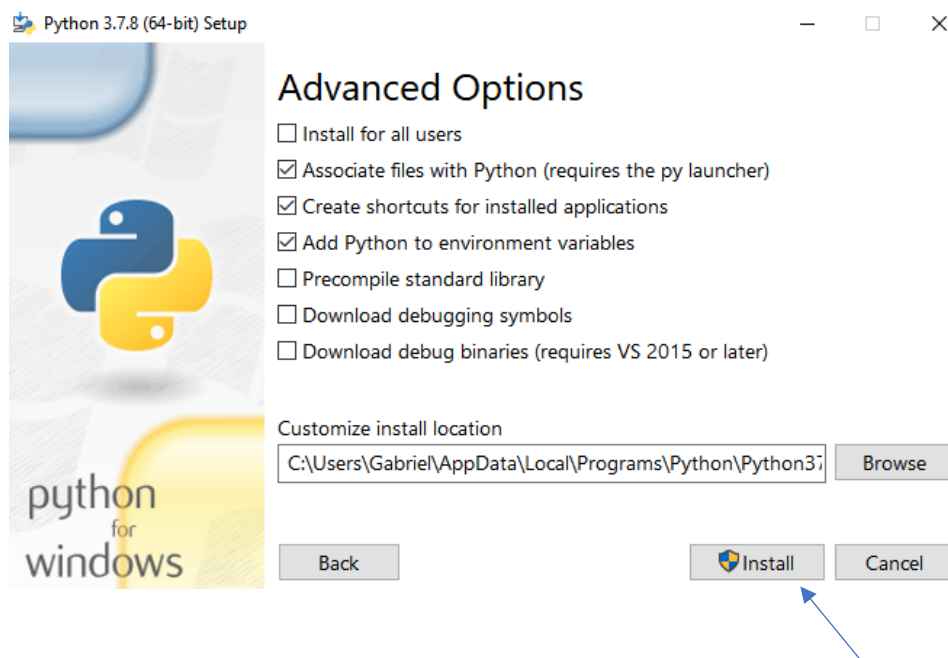 Python 3.7.8 (64-bit) Setup
Advanced Options
Install for all users
Associate files with Python (requires the py launcher)
Create shortcuts for installed applications
Add Python to environment variables
Precompile standard library
Download debugging symbols
Download debug binaries (requires VS 2015 or later)
Customize install location
C:\Users\Gabriel\AppData\Local\Programs\Python\Python37
Browse
python
for
windows
Back
Install
Cancel